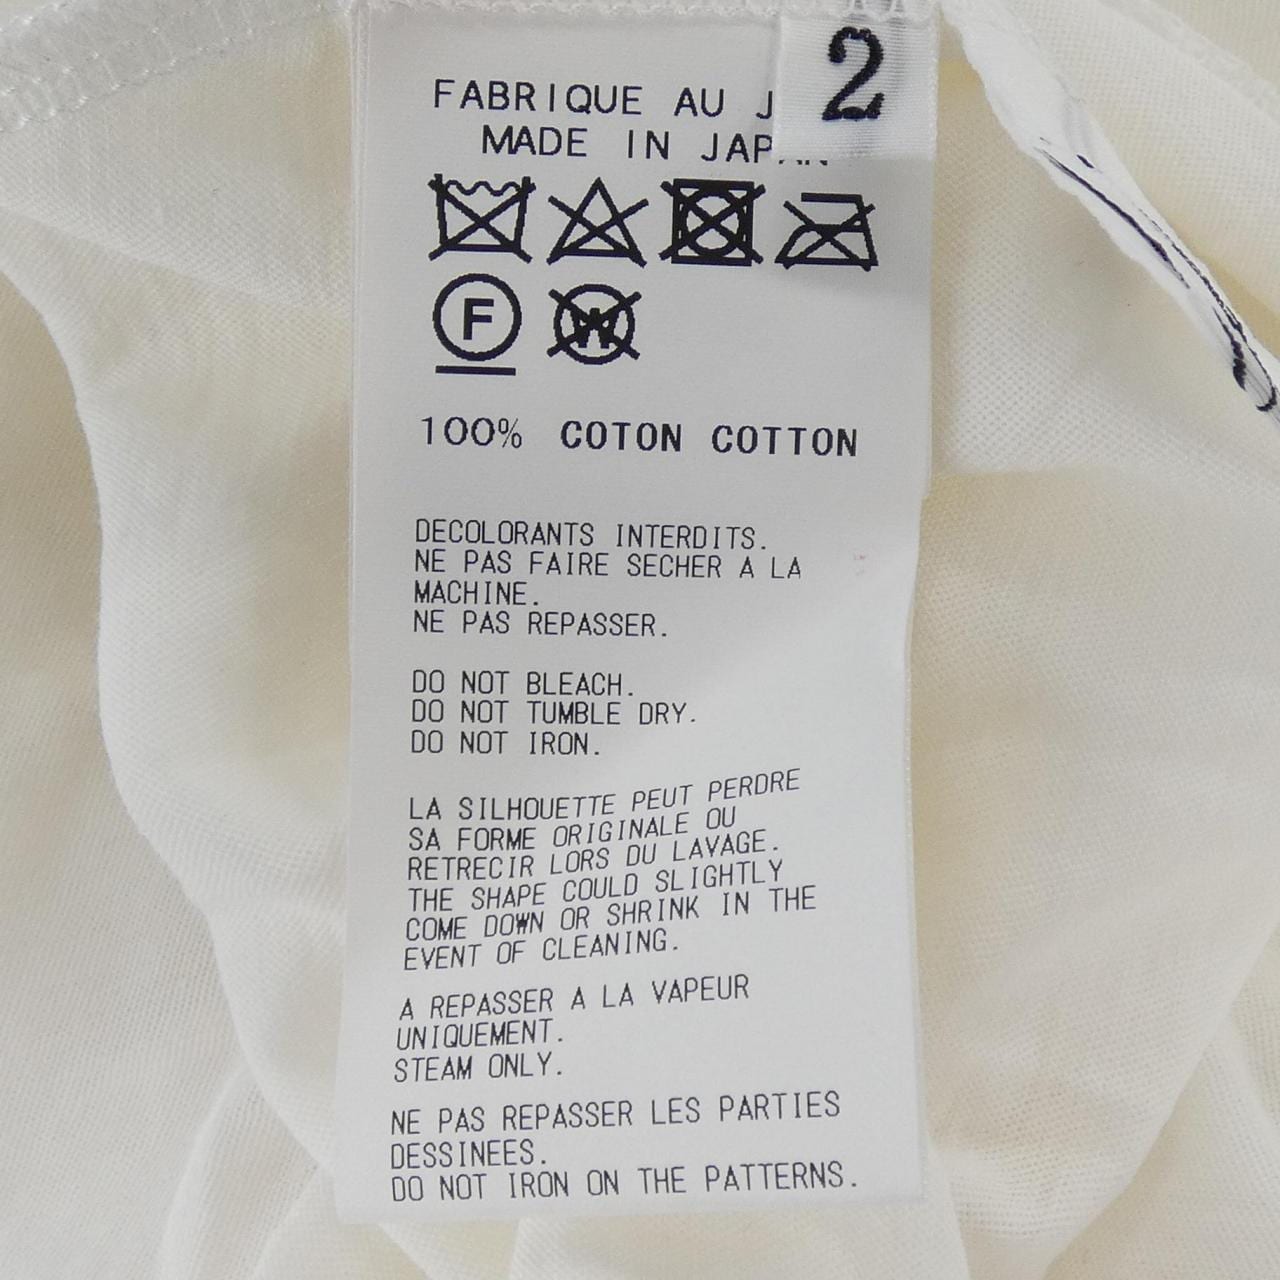 2
FABRIQUE AU
MADE IN JAPAN
F
W
100% COTON COTTON
DECOLORANTS INTERDITS.
NE PAS FAIRE SECHER A LA
MACHINE.
NE PAS REPASSER.
DO NOT BLEACH.
DO NOT TUMBLE DRY.
DO NOT IRON.
LA SILHOUETTE PEUT PERDRE
SA FORME ORIGINALE OU
RETRECIR LORS DU LAVAGE.
THE SHAPE COULD SLIGHTLY
COME DOWN OR SHRINK IN THE
EVENT OF CLEANING.
A REPASSER A LA VAPEUR
UNIQUEMENT.
STEAM ONLY.
NE PAS REPASSER LES PARTIES
DESSINEES.
DO NOT IRON ON THE PATTERNS.